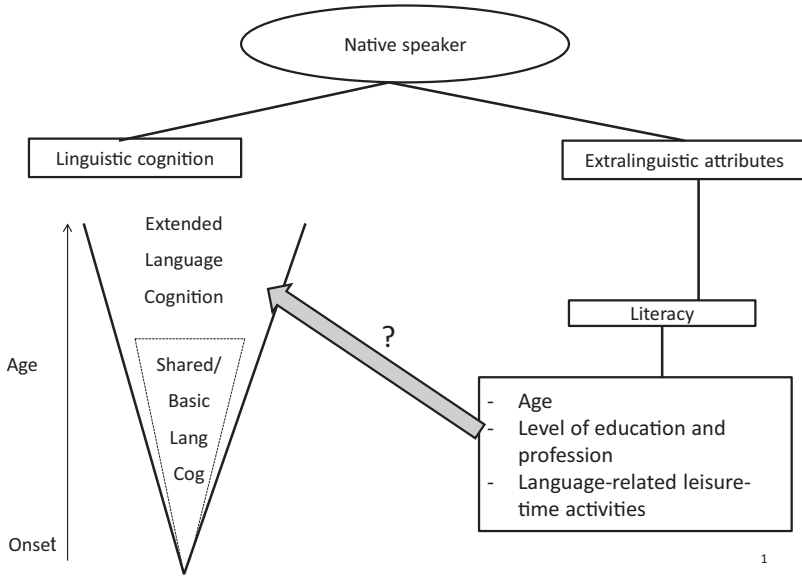 Native speaker
Linguistic cognition
Extralinguistic attributes
Extended
Language
Cognition
Literacy
?
Shared/
Basic
Lang
Cog
Age
- Age
- Level of education and
profession
- Language-related leisure-
time activities
Onset
1